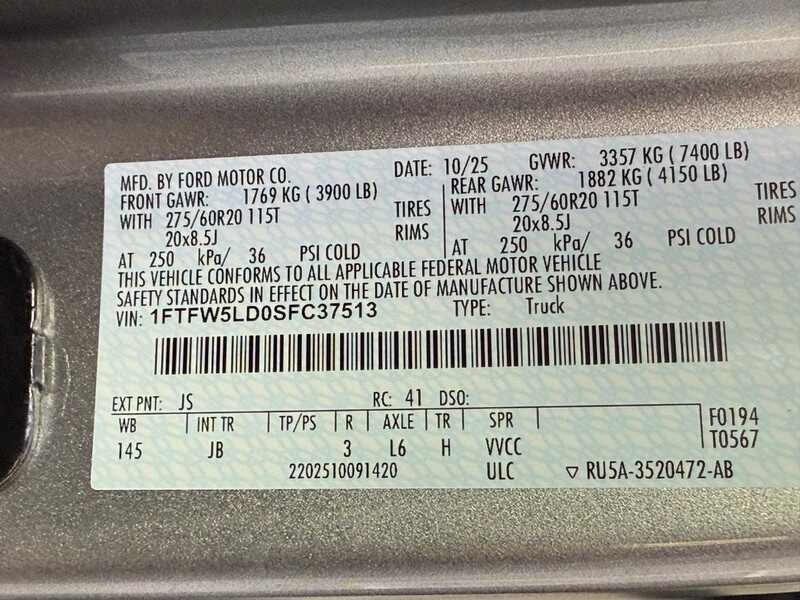 MFD. BY FORD MOTOR CO. DATE: 10/25 GVWR: 3357 KG (7400 LB)
FRONT GAWR: 1769 KG (3900 LB) REAR GAWR: 1882 KG (4150 LB)
WITH 275/60R20 115T TIRES WITH 275/60R20 115T TIRES
20x8.5J RIMS 20x8.5J RIMS
AT 250 kPa/ 36 PSI COLD AT 250 kPa/ 36 PSI COLD
THIS VEHICLE CONFORMS TO ALL APPLICABLE FEDERAL MOTOR VEHICLE
SAFETY STANDARDS IN EFFECT ON THE DATE OF MANUFACTURE SHOWN ABOVE.
VIN: 1FTFW5LD0SFC37513 TYPE: Truck
EXT PNT: JS RC: 41 DSO:
WB INT TR TP/PS R AXLE TR SPR F0194
145 JB 3 L6 H VVCC T0567
2202510091420 ULC ▽ RU5A-3520472-AB